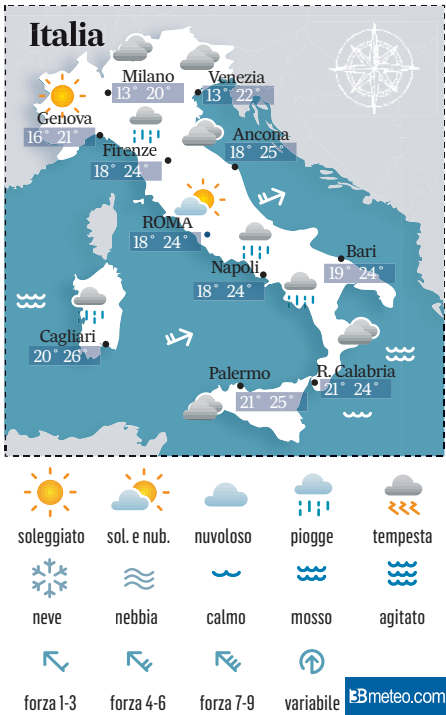 Italia
Milano
13° 20°
Venezia
13° 22°
Genova
16° 21°
Ancona
18° 25°
Firenze
18° 24°
ROMA
18° 24°
Bari
19° 24°
Napoli
18° 24°
Cagliari
20° 26°
Palermo
21° 25°
R. Calabria
21° 24°
soleggiato sol. e nub. nuvoloso piogge tempesta
neve nebbia calmo mosso agitato
forza 1-3 forza 4-6 forza 7-9 variabile
3Bmeteo.com